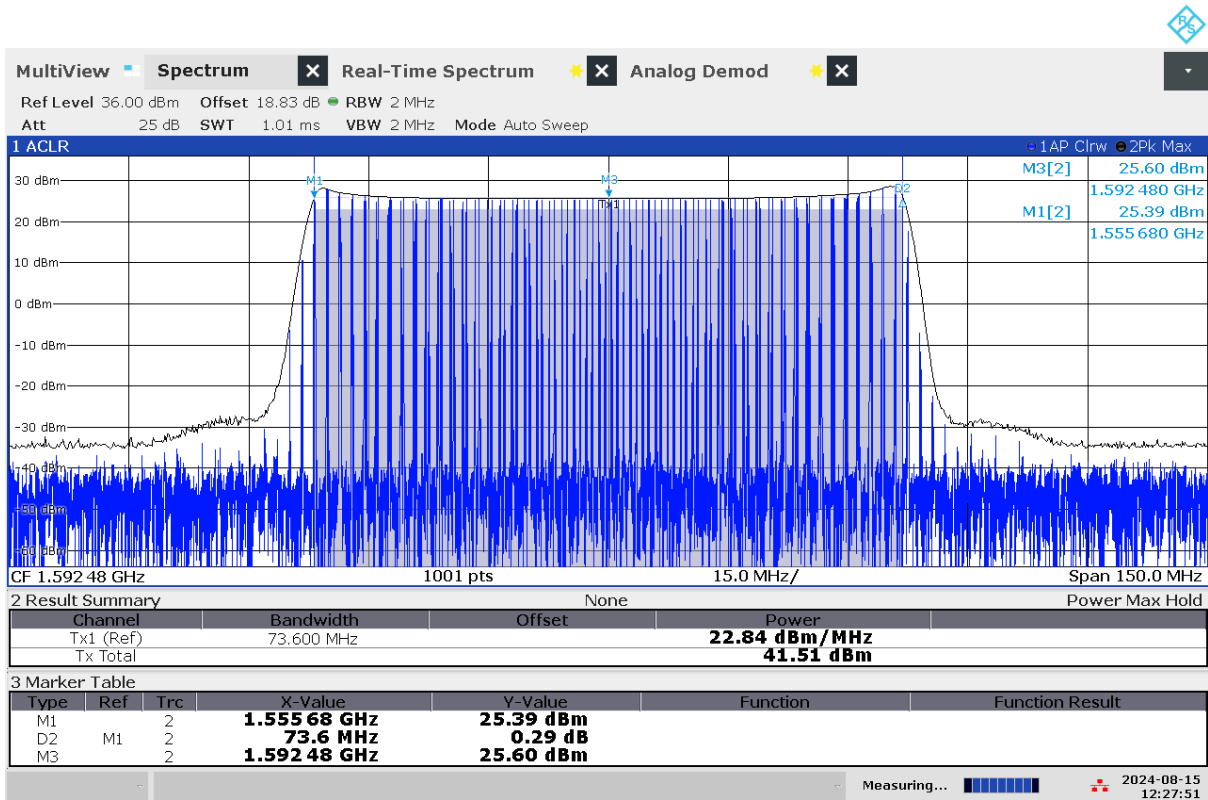 R&S
MultiView Spectrum X Real-Time Spectrum X Analog Demod X
Ref Level 36.00 dBm Offset 18.83 dB RBW 2 MHz
Att 25 dB SWT 1.01 ms VBW 2 MHz Mode Auto Sweep
1 ACLR 1AP Clrw 2Pk Max
M3[2] 25.60 dBm
1.592 480 GHz
M1[2] 25.39 dBm
1.555 680 GHz
M1 M3 D2
Tx1
30 dBm
20 dBm
10 dBm
0 dBm
-10 dBm
-20 dBm
-30 dBm
-40 dBm
-50 dBm
-60 dBm
CF 1.592 48 GHz 1001 pts 15.0 MHz/ Span 150.0 MHz
2 Result Summary None Power Max Hold
Channel Bandwidth Offset Power
Tx1 (Ref) 73.600 MHz 22.84 dBm/MHz
Tx Total 41.51 dBm
3 Marker Table
Type Ref Trc X-Value Y-Value Function Function Result
M1 2 1.555 68 GHz 25.39 dBm
D2 M1 2 73.6 MHz 0.29 dB
M3 2 1.592 48 GHz 25.60 dBm
Measuring... 2024-08-15
12:27:51